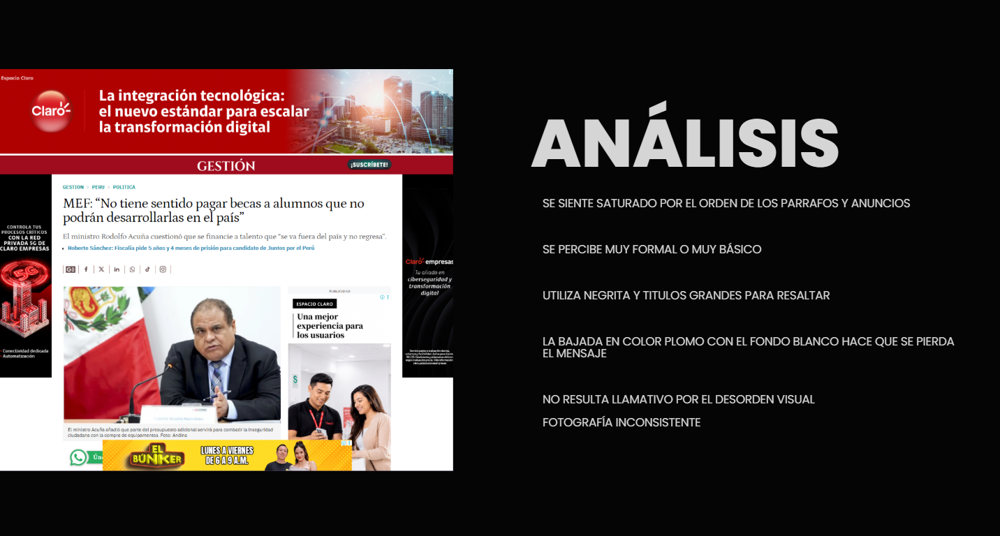 Espacio Claro
Claro
La integración tecnológica:
el nuevo estándar para escalar
la transformación digital
GESTIÓN
¡SUSCRÍBETE!
GESTION > PERU > POLITICA
MEF: “No tiene sentido pagar becas a alumnos que no
podrán desarrollarlas en el país”
El ministro Rodolfo Acuña cuestionó que se financie a talento que “se va fuera del país y no regresa”.
• Roberto Sánchez: Fiscalía pide 5 años y 4 meses de prisión para candidato de Juntos por el Perú
CONTROLA TUS
PROCESOS CRÍTICOS
CON LA RED
PRIVADA 5G DE
CLARO EMPRESAS
5G
• Conectividad dedicada
• Automatización
Claro empresas
Tu aliado en
ciberseguridad y
transformación
digital
PUBLICIDAD
ESPACIO CLARO
Una mejor
experiencia para
los usuarios
El ministro Acuña añadió que parte del presupuesto adicional servirá para combatir la inseguridad
ciudadana con la compra de equipamentos. Foto: Andina
EL
BÚNKER
LUNES A VIERNES
DE 6 A 9 A.M.
ANÁLISIS
SE SIENTE SATURADO POR EL ORDEN DE LOS PARRAFOS Y ANUNCIOS
SE PERCIBE MUY FORMAL O MUY BÁSICO
UTILIZA NEGRITA Y TITULOS GRANDES PARA RESALTAR
LA BAJADA EN COLOR PLOMO CON EL FONDO BLANCO HACE QUE SE PIERDA
EL MENSAJE
NO RESULTA LLAMATIVO POR EL DESORDEN VISUAL
FOTOGRAFÍA INCONSISTENTE